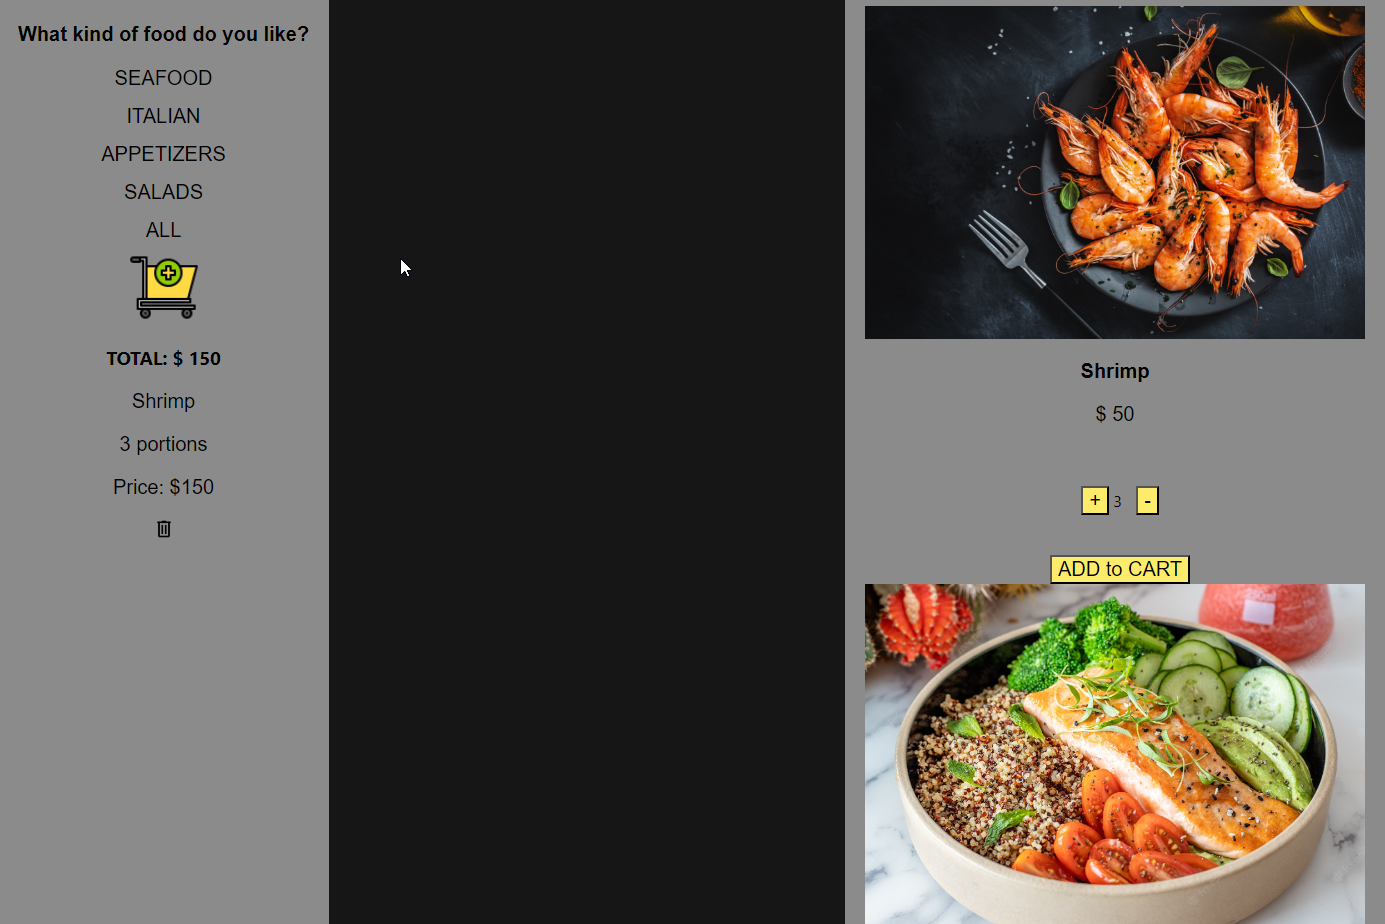 What kind of food do you like?
SEAFOOD
ITALIAN
APPETIZERS
SALADS
ALL
TOTAL: $ 150
Shrimp
3 portions
Price: $150
Shrimp
$ 50
+ 3 -
ADD to CART